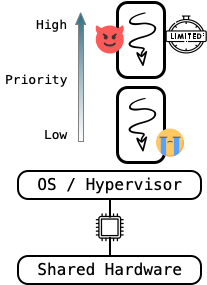 High
LIMITED
Priority
Low
OS / Hypervisor
Shared Hardware